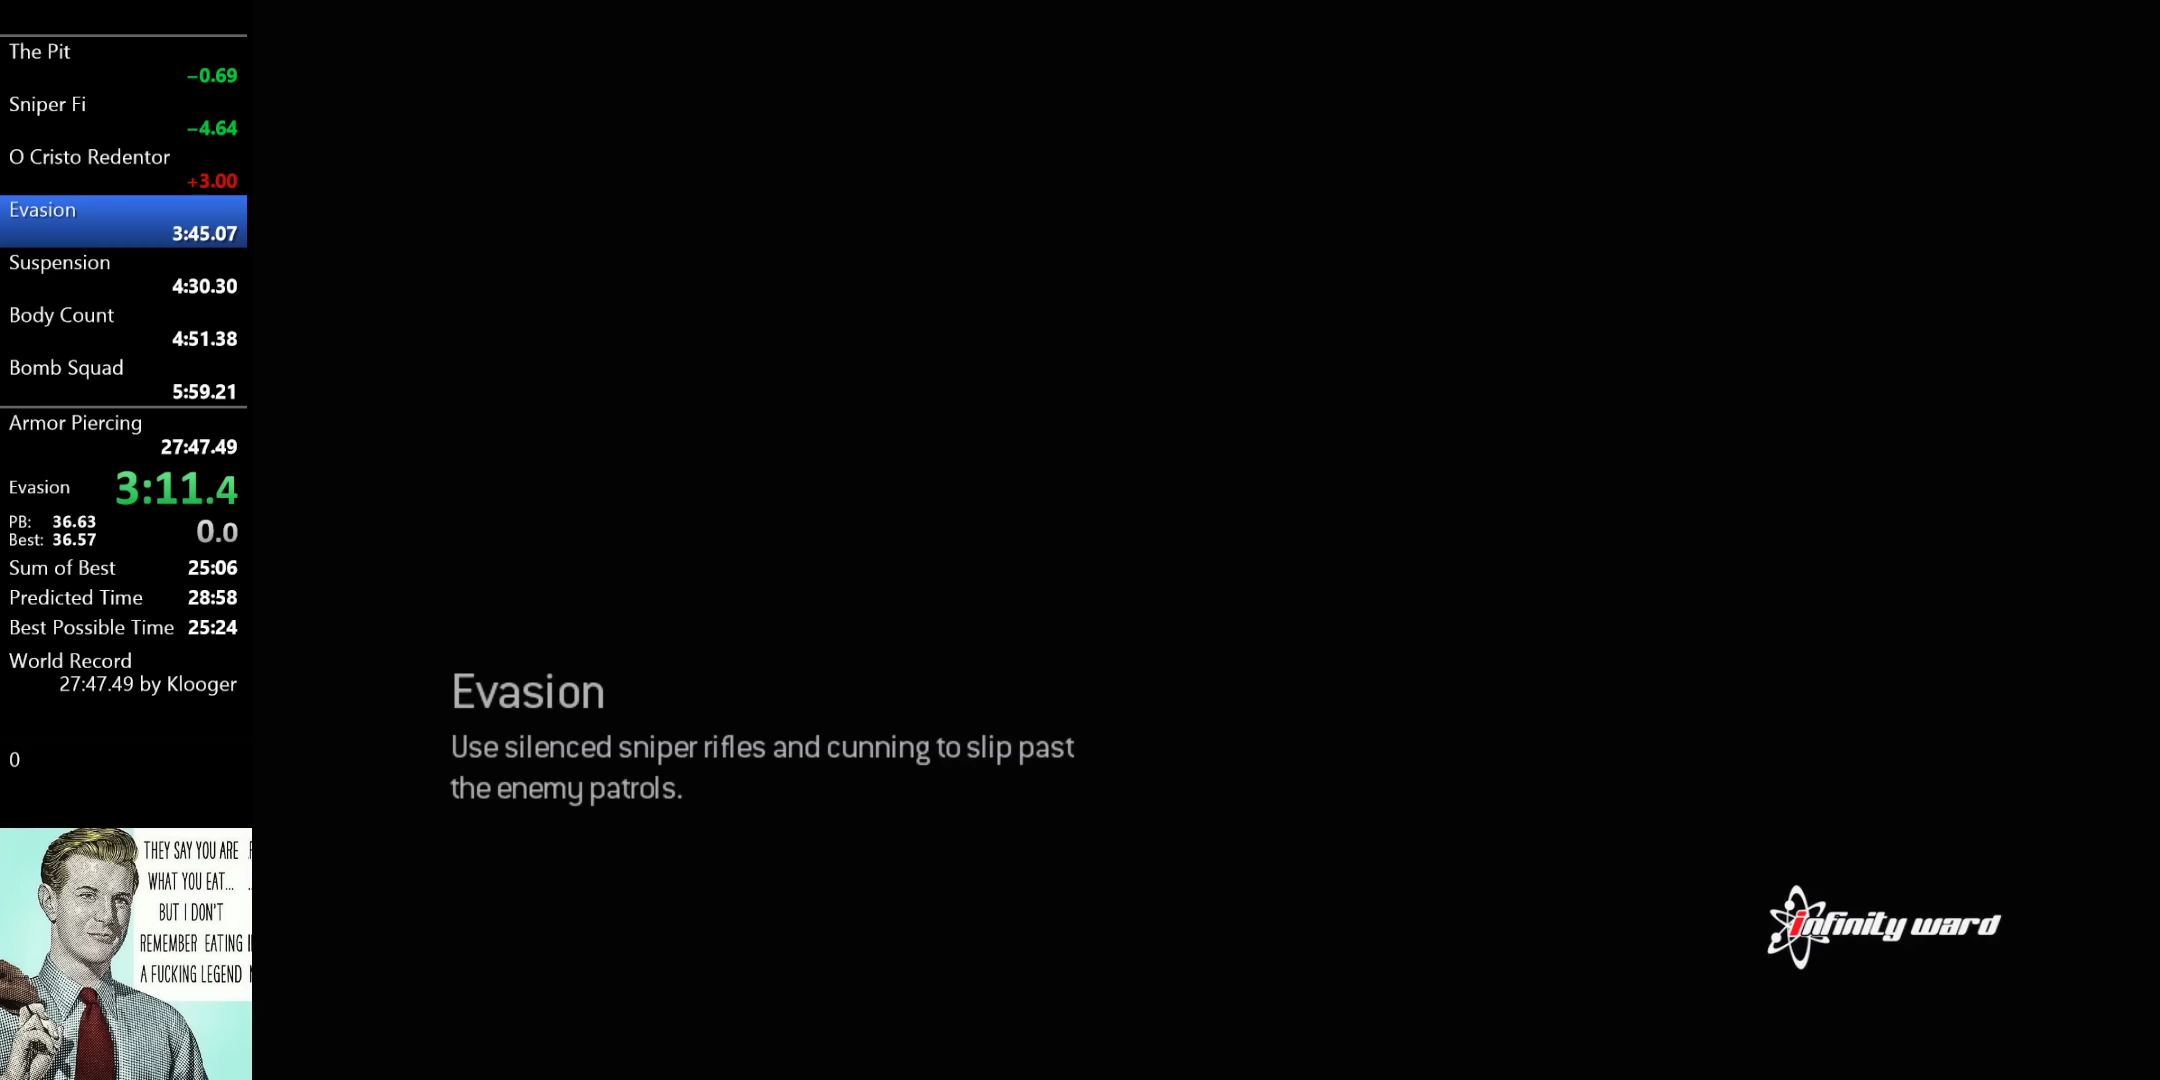 The Pit
−0.69
Sniper Fi
−4.64
O Cristo Redentor
+3.00
Evasion
3:45.07
Suspension
4:30.30
Body Count
4:51.38
Bomb Squad
5:59.21
Armor Piercing
27:47.49
Evasion 3:11.4
PB: 36.63
Best: 36.57
0.0
Sum of Best 25:06
Predicted Time 28:58
Best Possible Time 25:24
World Record
27:47.49 by Klooger
0
THEY SAY YOU ARE
WHAT YOU EAT...
BUT I DON'T
REMEMBER EATING
A FUCKING LEGEND
Evasion
Use silenced sniper rifles and cunning to slip past
the enemy patrols.
infinity ward